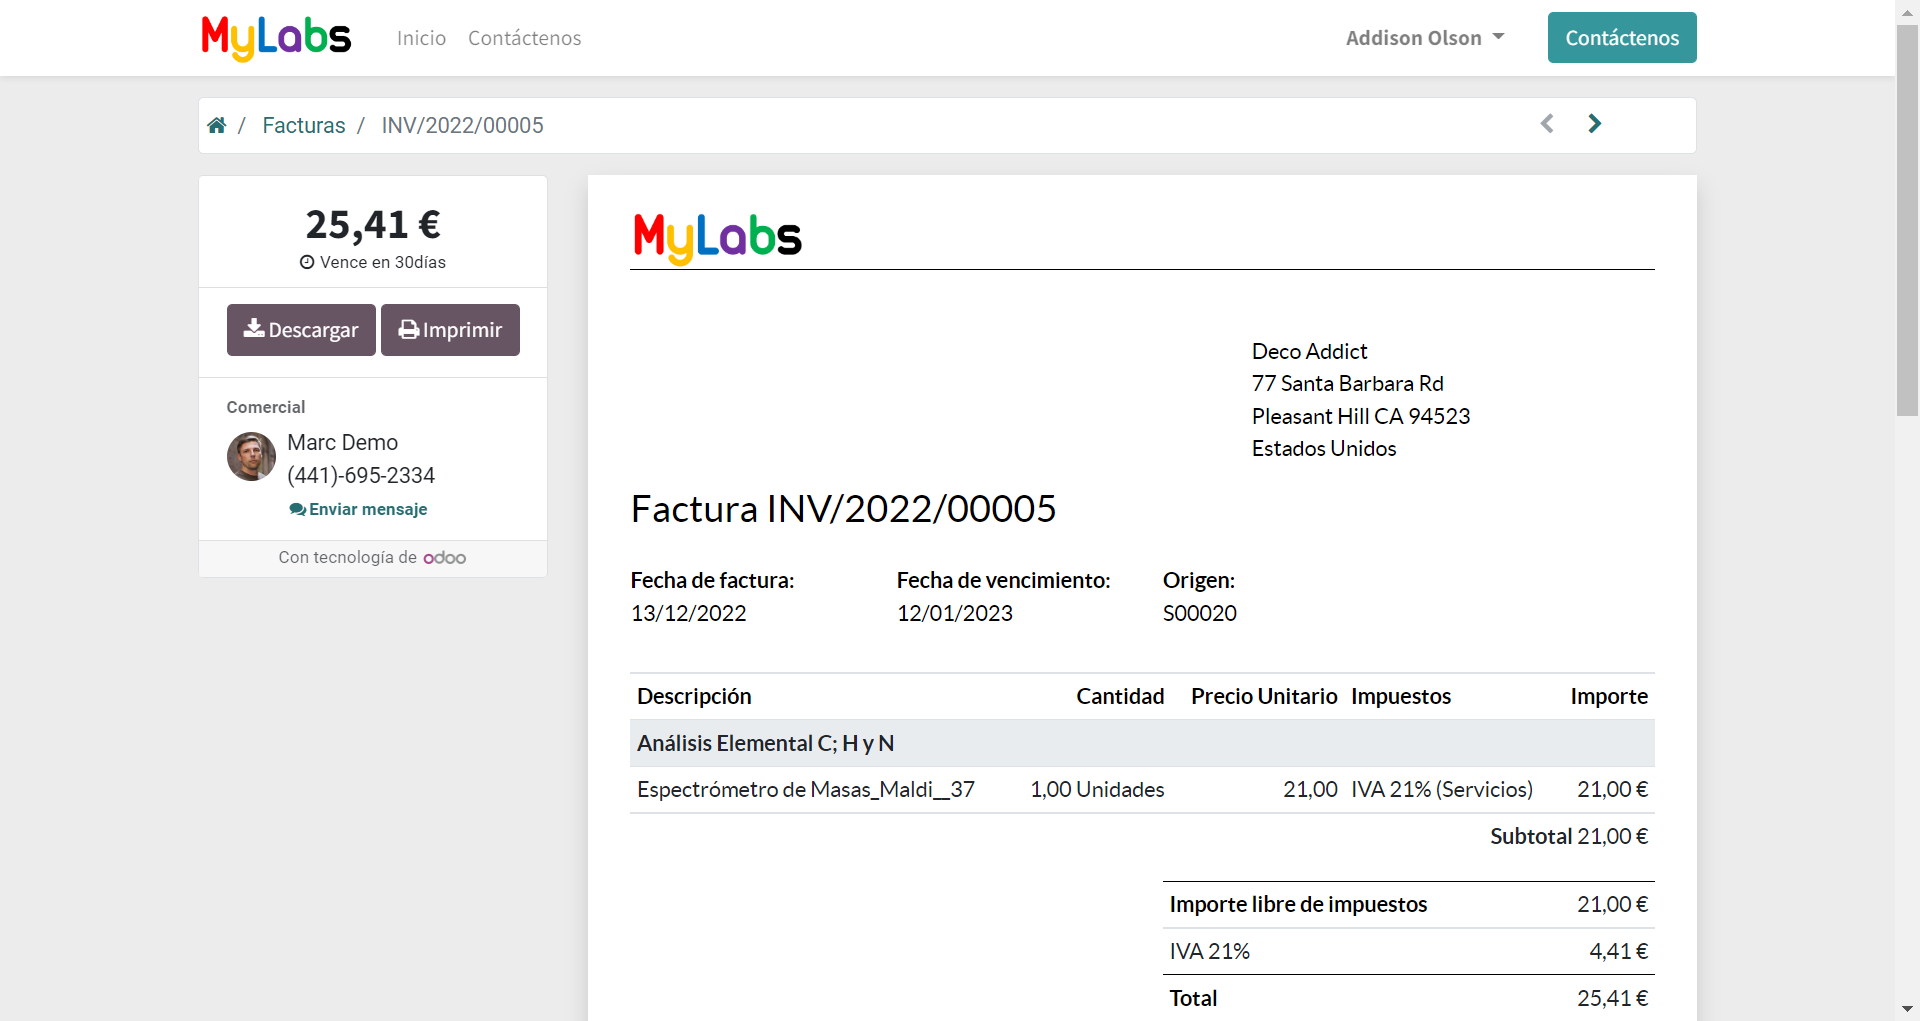 MyLabs Inicio Contáctenos Addison Olson Contáctenos
/ Facturas / INV/2022/00005
25,41 €
Vence en 30días
Descargar Imprimir
Comercial
Marc Demo
(441)-695-2334
Enviar mensaje
Con tecnología de odoo
MyLabs
Deco Addict
77 Santa Barbara Rd
Pleasant Hill CA 94523
Estados Unidos
Factura INV/2022/00005
Fecha de factura: Fecha de vencimiento: Origen:
13/12/2022 12/01/2023 S00020
Descripción Cantidad Precio Unitario Impuestos Importe
Análisis Elemental C; H y N
Espectrómetro de Masas_Maldi__37 1,00 Unidades 21,00 IVA 21% (Servicios) 21,00 €
Subtotal 21,00 €
Importe libre de impuestos 21,00 €
IVA 21% 4,41 €
Total 25,41 €